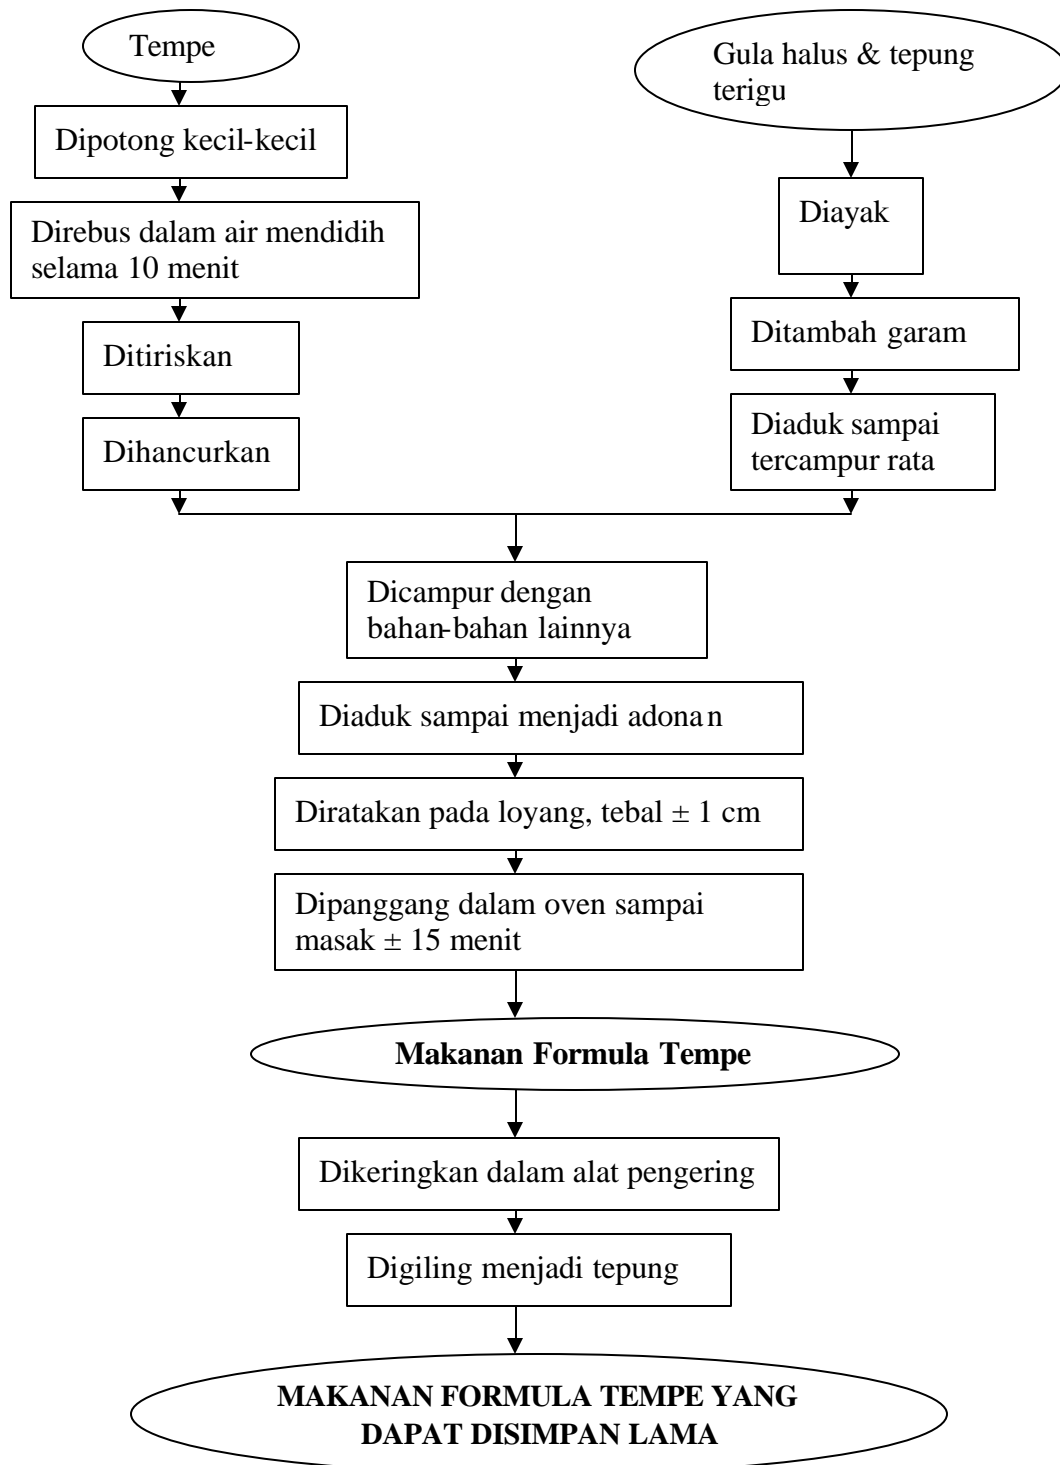 Tempe
Dipotong kecil-kecil
Direbus dalam air mendidih
selama 10 menit
Ditiriskan
Dihancurkan
Gula halus & tepung
terigu
Diayak
Ditambah garam
Diaduk sampai
tercampur rata
Dicampur dengan
bahan-bahan lainnya
Diaduk sampai menjadi adonan
Diratakan pada loyang, tebal ± 1 cm
Dipanggang dalam oven sampai
masak ± 15 menit
Makanan Formula Tempe
Dikeringkan dalam alat pengering
Digiling menjadi tepung
MAKANAN FORMULA TEMPE YANG
DAPAT DISIMPAN LAMA